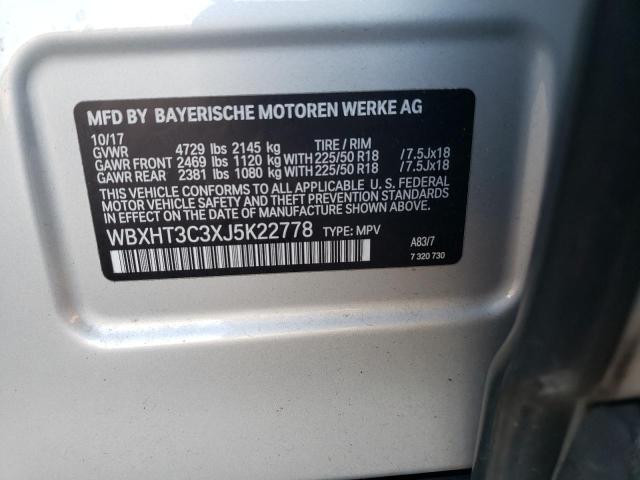 MFD BY BAYERISCHE MOTOREN WERKE AG
10/17
GVWR 4729 lbs 2145 kg TIRE / RIM
GAWR FRONT 2469 lbs 1120 kg WITH 225/50 R18 /7.5Jx18
GAWR REAR 2381 lbs 1080 kg WITH 225/50 R18 /7.5Jx18
THIS VEHICLE CONFORMS TO ALL APPLICABLE U. S. FEDERAL
MOTOR VEHICLE SAFETY AND THEFT PREVENTION STANDARDS
IN EFFECT ON THE DATE OF MANUFACTURE SHOWN ABOVE.
WBXHT3C3XJ5K22778 TYPE: MPV
A83/7
7 320 730